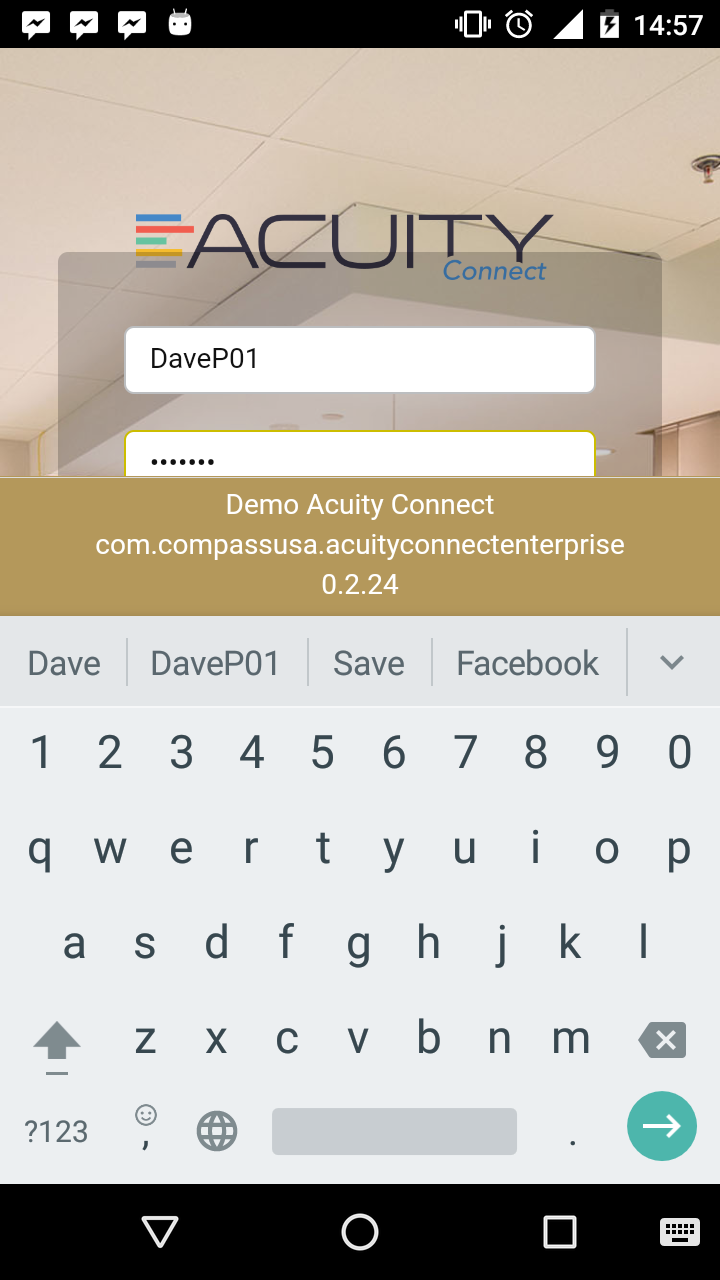 14:57
ACUITY
Connect
DaveP01
•••••••
Demo Acuity Connect
com.compassusa.acuityconnectenterprise
0.2.24
Dave DaveP01 Save Facebook
1 2 3 4 5 6 7 8 9 0
q w e r t y u i o p
a s d f g h j k l
z x c v b n m
?123 , .